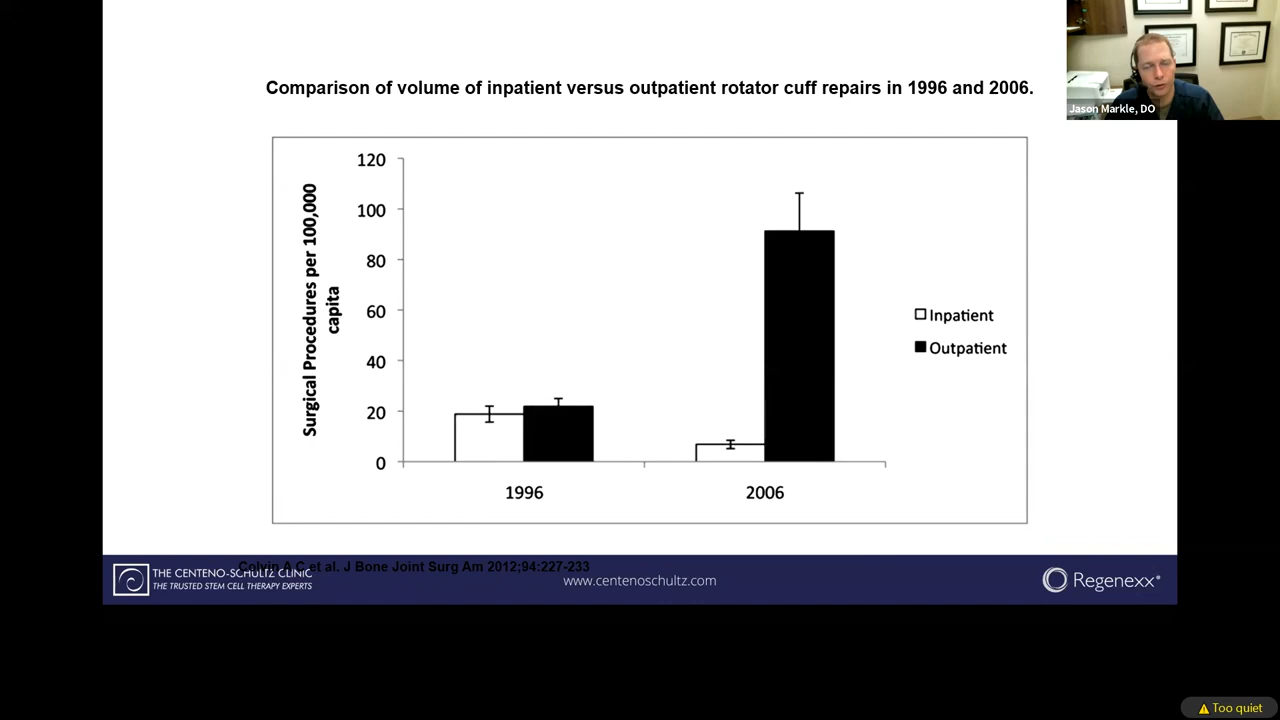 Comparison of volume of inpatient versus outpatient rotator cuff repairs in 1996 and 2006.
Jason Markle, DO
Surgical Procedures per 100,000
capita
120
100
80
60
40
20
0
1996
2006
Inpatient
Outpatient
Colvin A C et al. J Bone Joint Surg Am 2012;94:227-233
THE CENTENO-SCHULTZ CLINIC
THE TRUSTED STEM CELL THERAPY EXPERTS
www.centenoschultz.com
Regenexx®
Too quiet